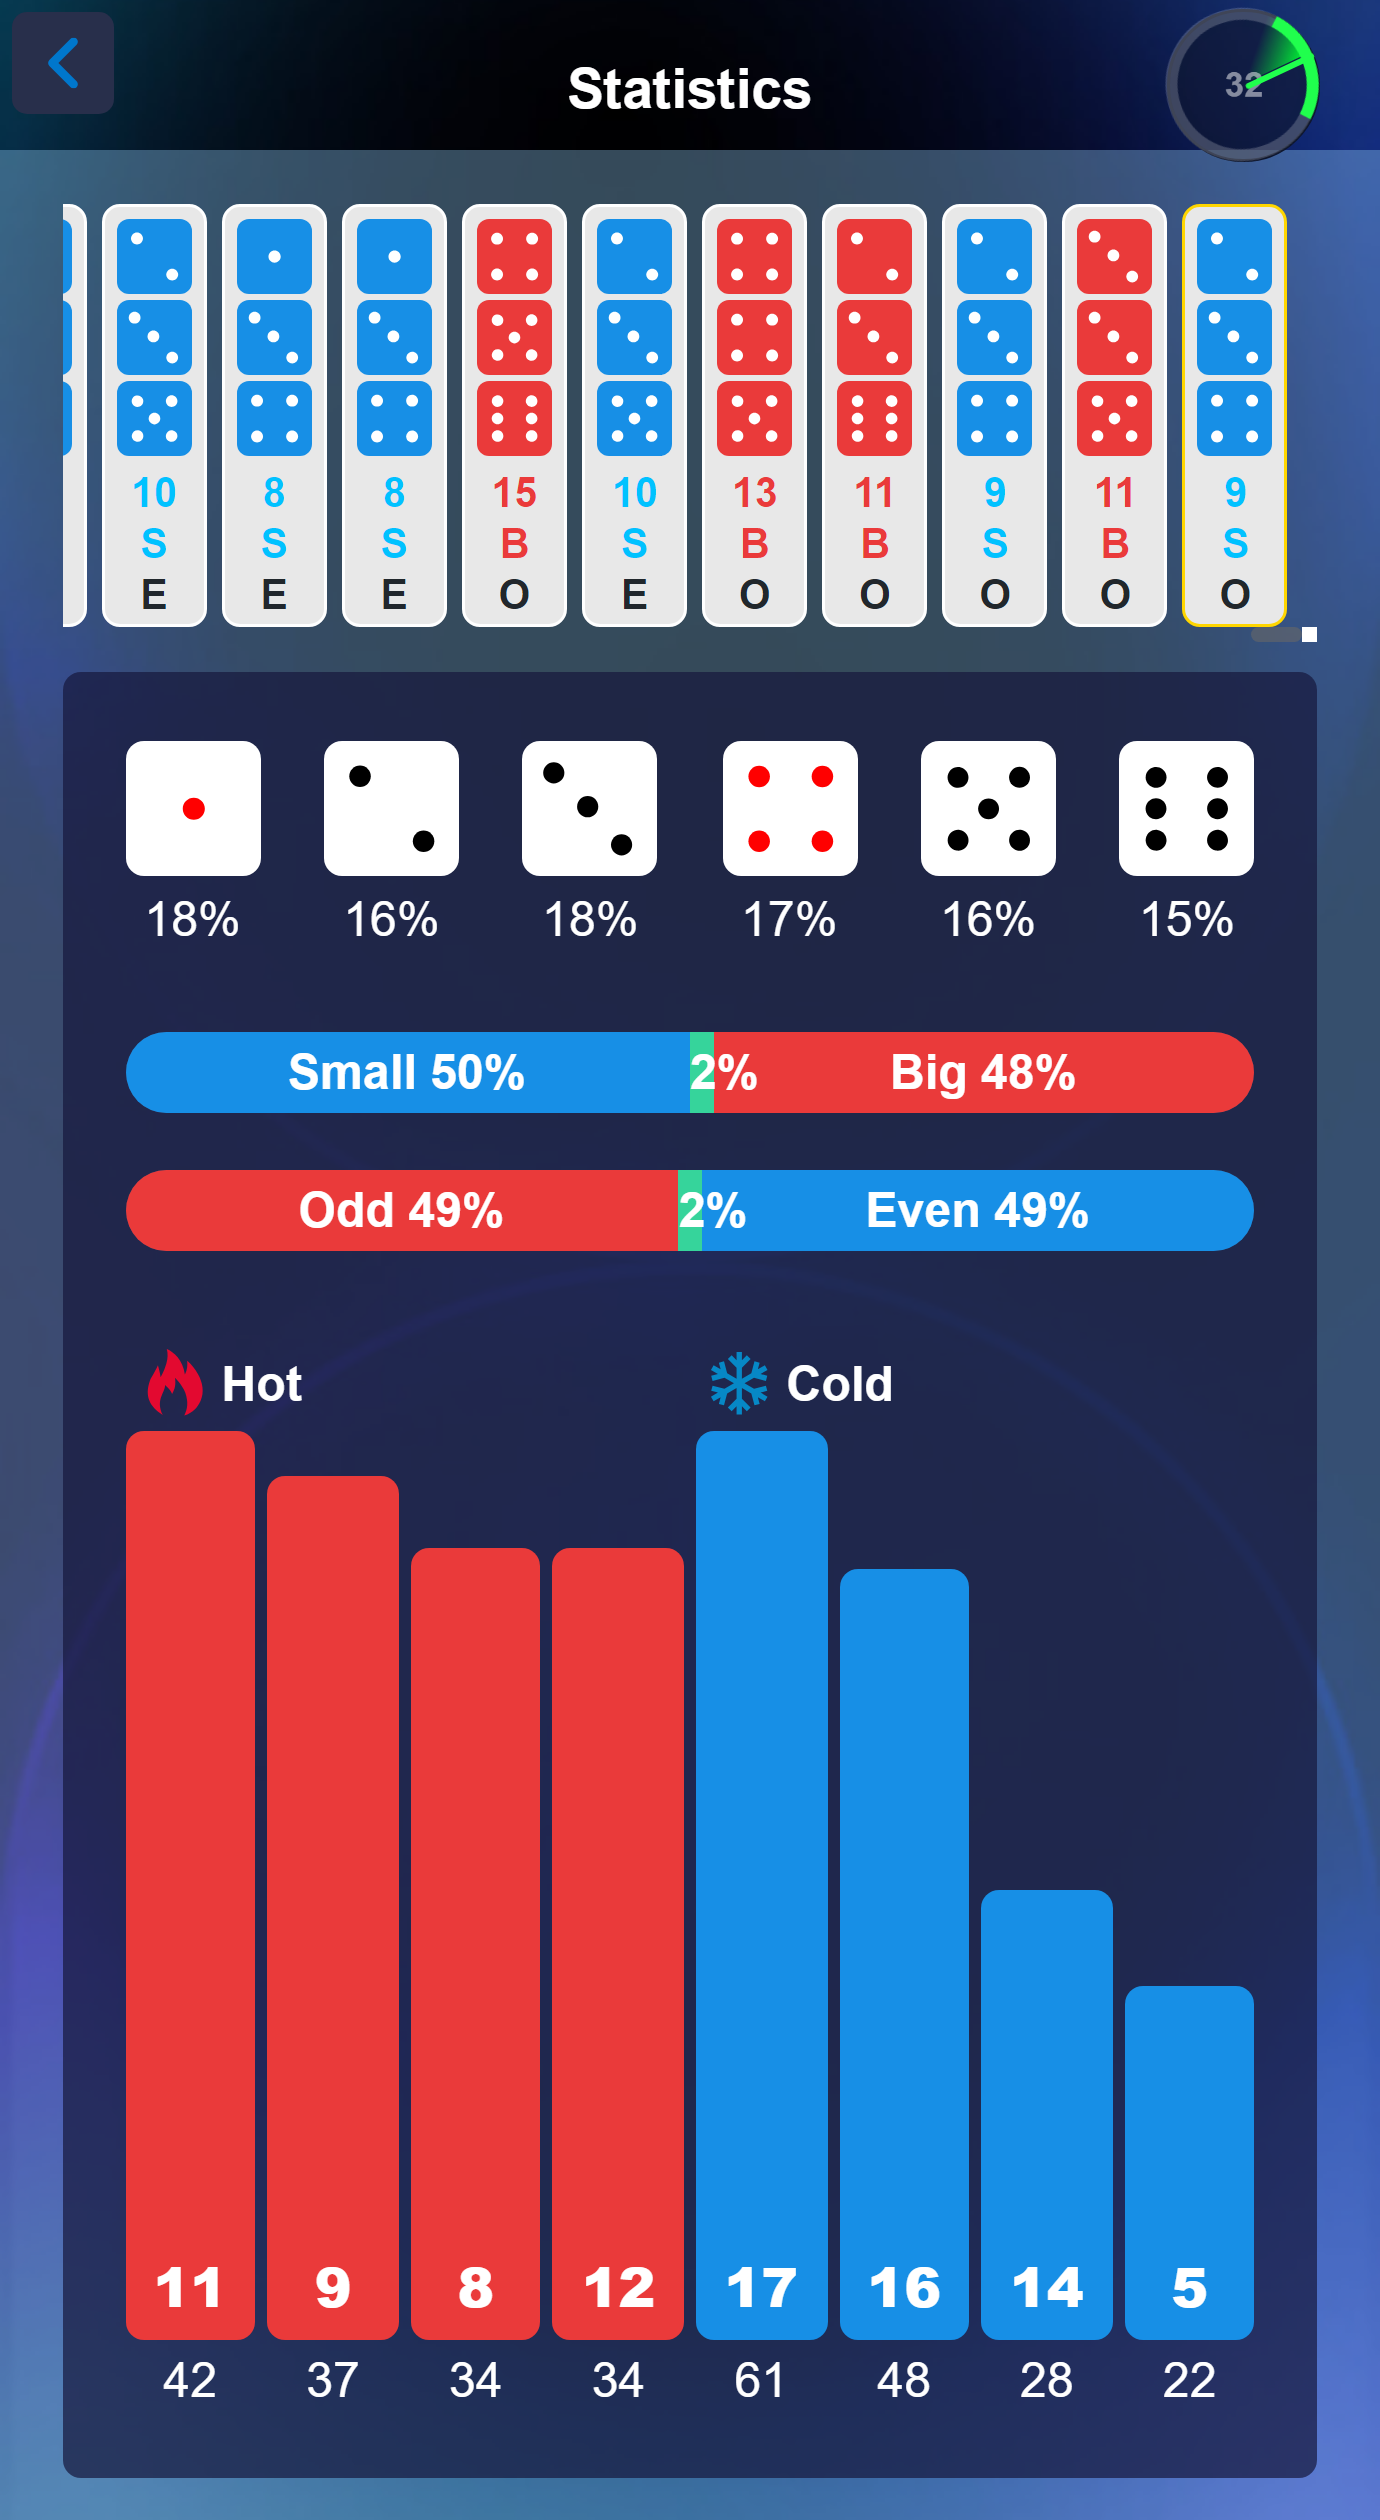 Statistics
32
10 8 8 15 10 13 11 9 11 9
S S S B S B B S B S
E E E O E O O O O O
18% 16% 18% 17% 16% 15%
Small 50% 2% Big 48%
Odd 49% 2% Even 49%
Hot Cold
11 9 8 12 17 16 14 5
42 37 34 34 61 48 28 22